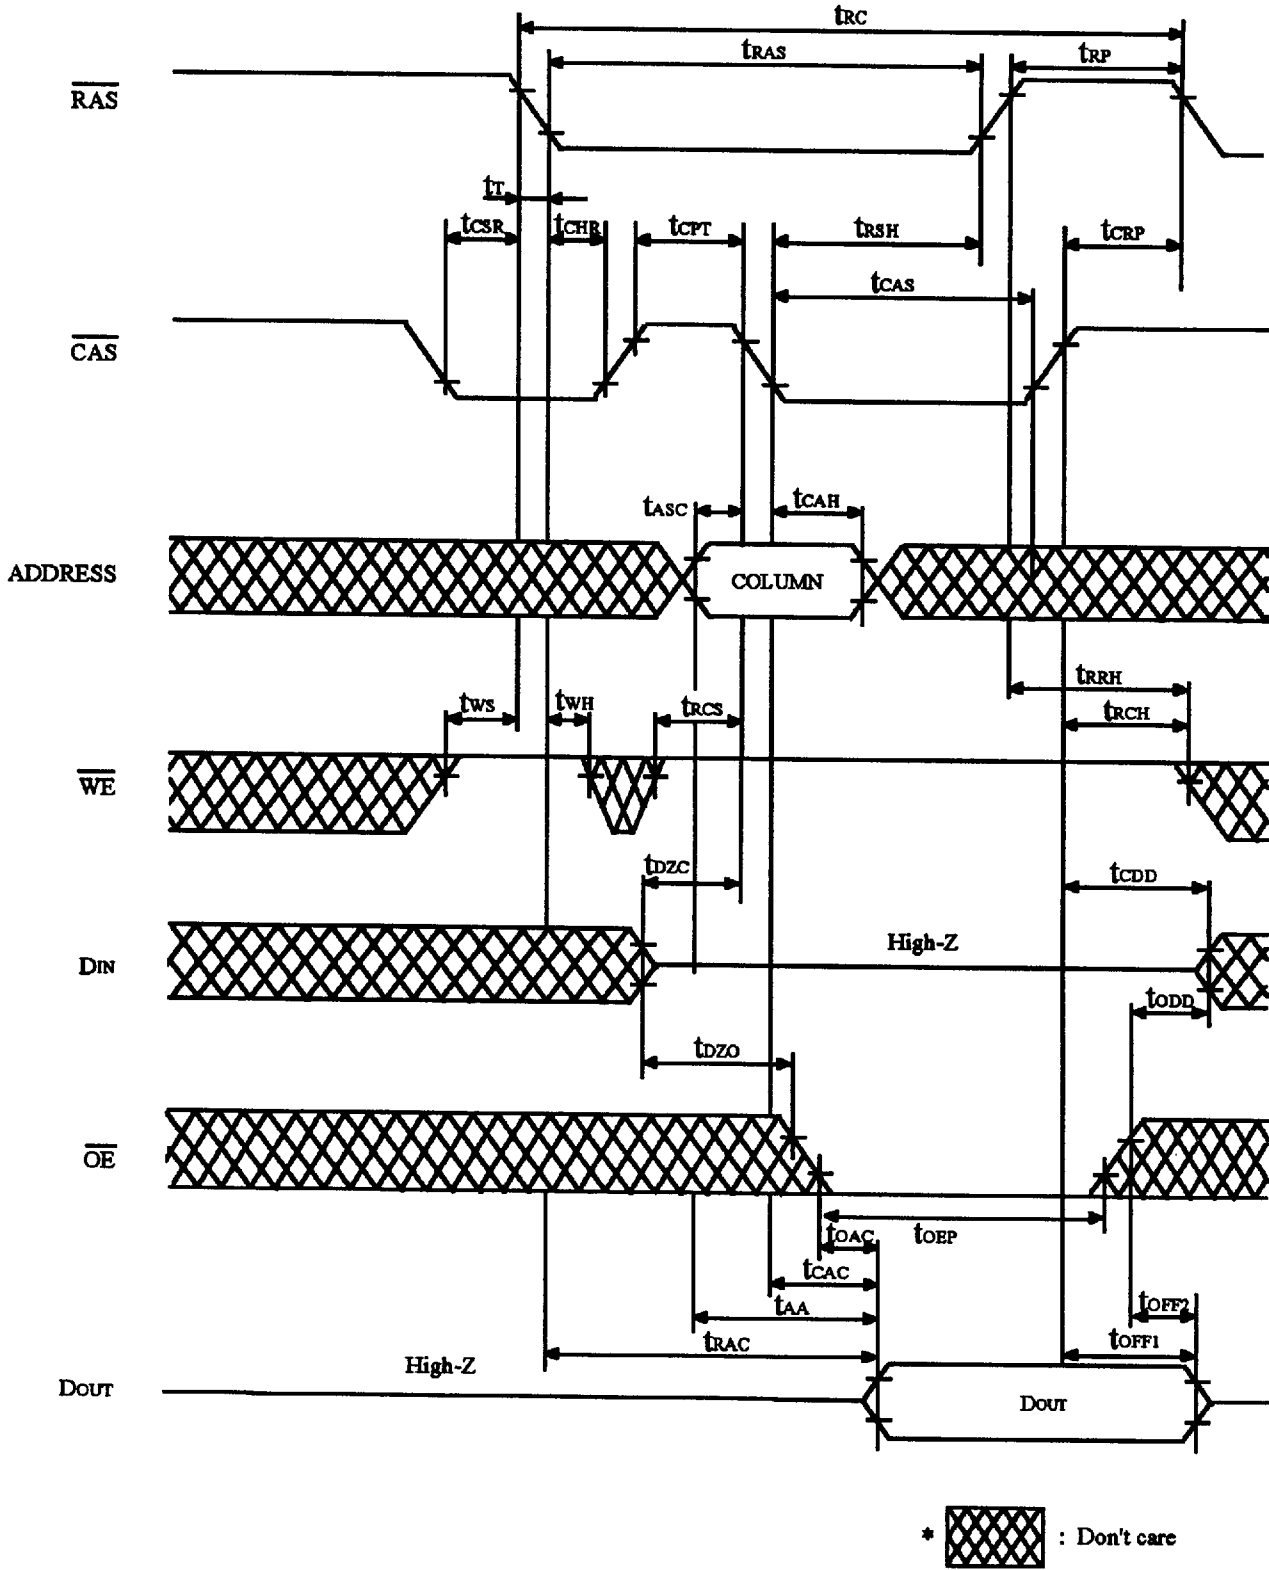 tRC
tRAS
tRP
RAS
tT
tCSR
tCHR
tCPT
tRSH
tCRP
tCAS
CAS
tASC
tCAH
ADDRESS
COLUMN
tRRH
tWS
tWH
tRCS
tRCH
WE
tDZC
tCDD
DIN
High-Z
tODD
tDZO
OE
tOAC
tOEP
tCAC
tAA
tOFF2
tRAC
tOFF1
High-Z
DOUT
DOUT
* : Don't care